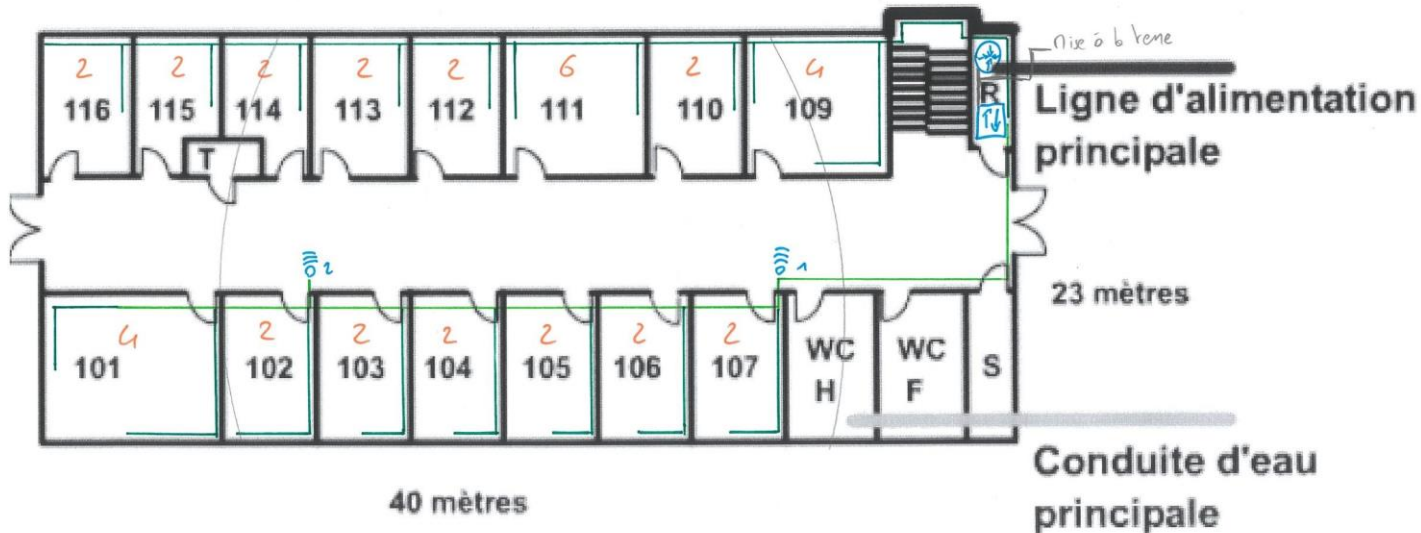 2 2 2 2 2 6 2 4
116 115 114 113 112 111 110 109
T
R
Mise à la terre
Ligne d'alimentation
principale
2
1
23 mètres
4 2 2 2 2 2 2
101 102 103 104 105 106 107
WC
H
WC
F
S
40 mètres
Conduite d'eau
principale